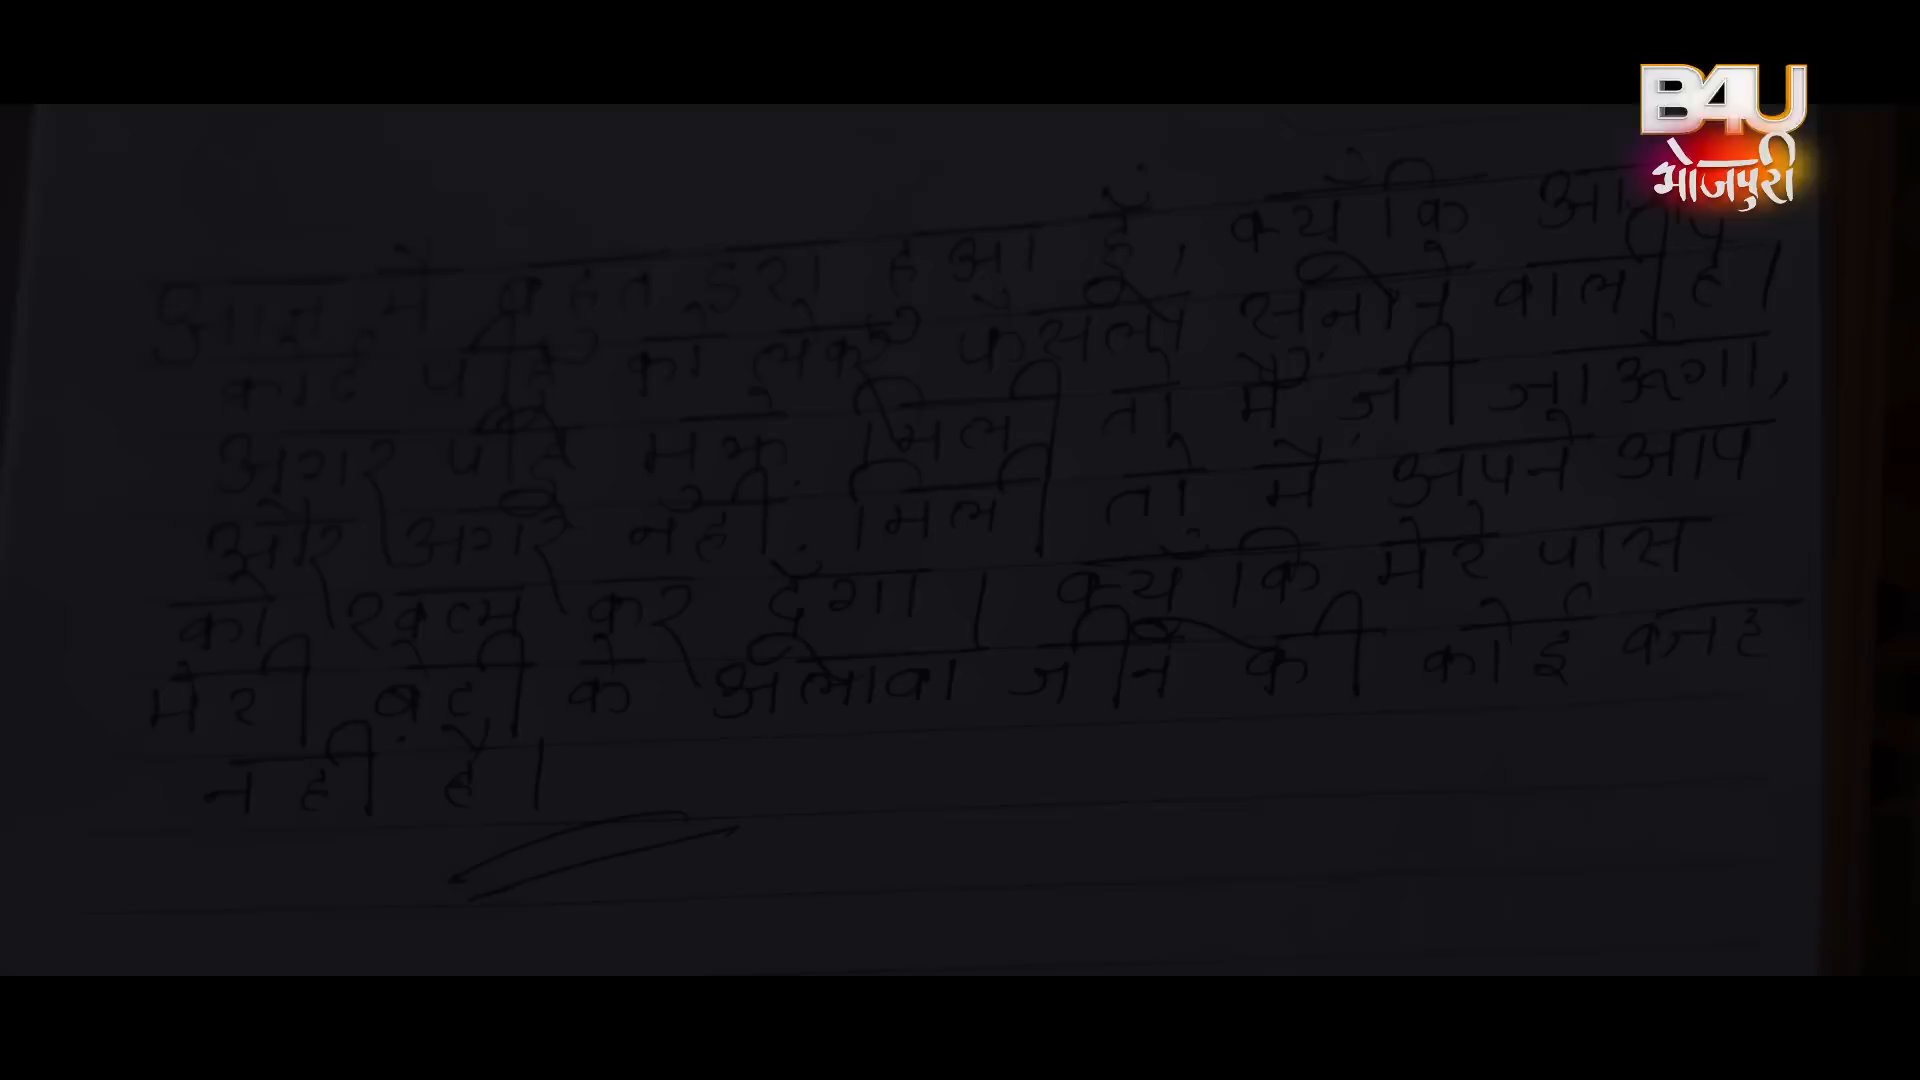 B4U
भोजपुरी
आज मैं बहुत डरा हुआ हूँ, क्योंकि आज
कोर्ट पीहू को लेकर फैसला सुनाने वाली है।
अगर पीहू मुझे मिली तो मैं जी जाऊंगा,
और अगर नहीं मिली तो मैं अपने आप
को खत्म कर दूँगा। क्यों कि मेरे पास
मेरी बेटी के अलावा जीने की कोई वजह
नहीं है।